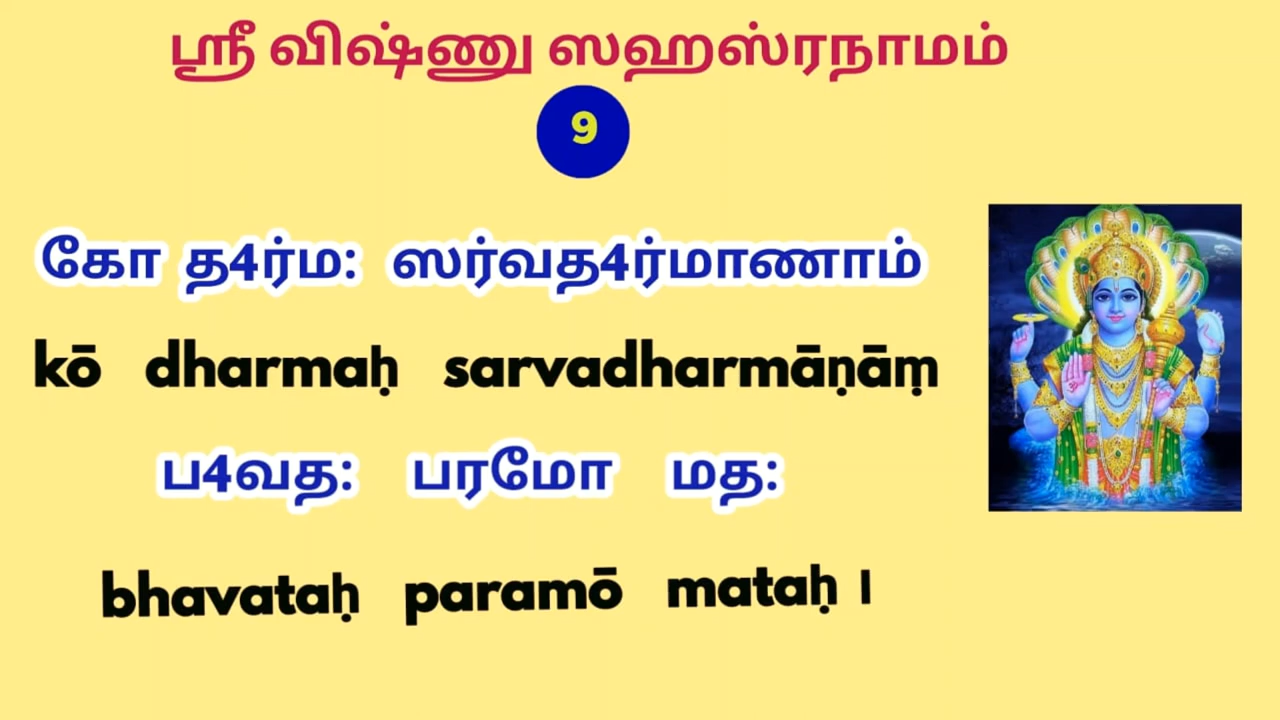 ஸ்ரீ விஷ்ணு ஸஹஸ்ரநாமம்
9
கோ த4ர்ம: ஸர்வத4ர்மாணாம்
kō dharmaḥ sarvadharmāṇāṃ
ப4வத: பரமோ மத:
bhavataḥ paramō mataḥ ।